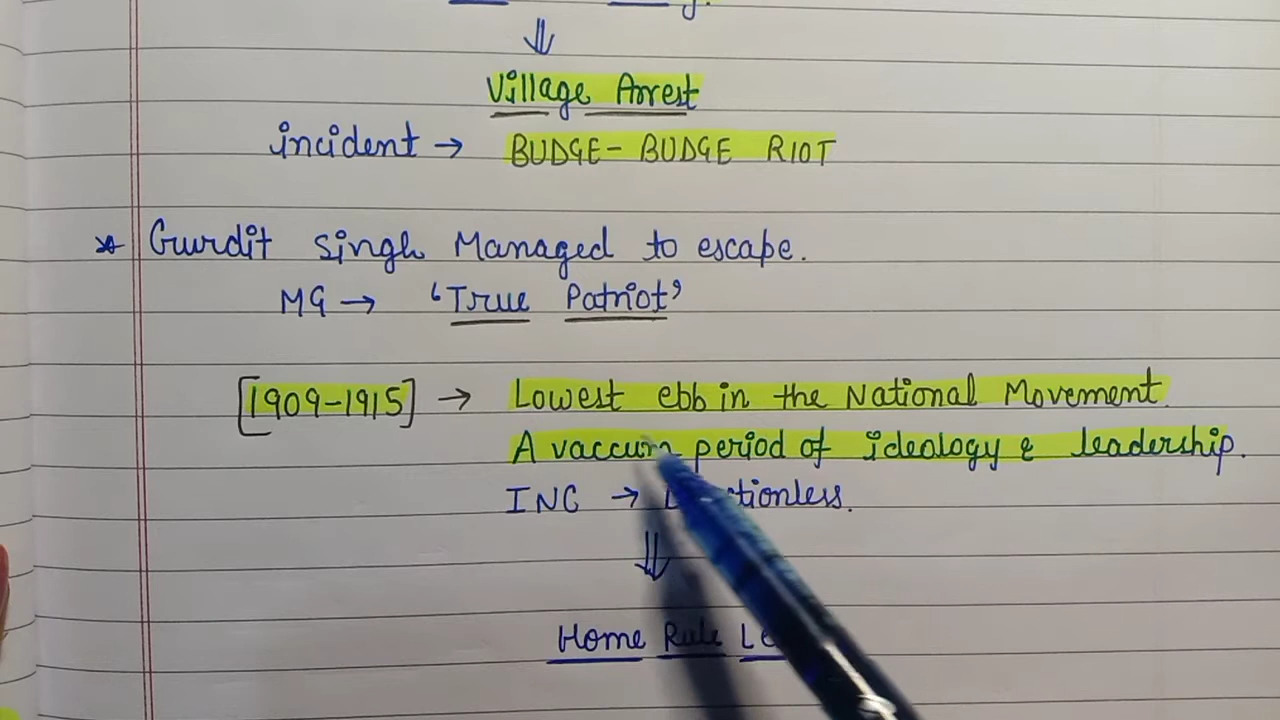 Village Arrest
incident → BUDGE-BUDGE RIOT
* Gurdit singh Managed to escape.
MG → 'True Patriot'
[1909-1915] → Lowest ebb in the National Movement.
A vaccum period of ideology & leadership.
INC →
Home Rule